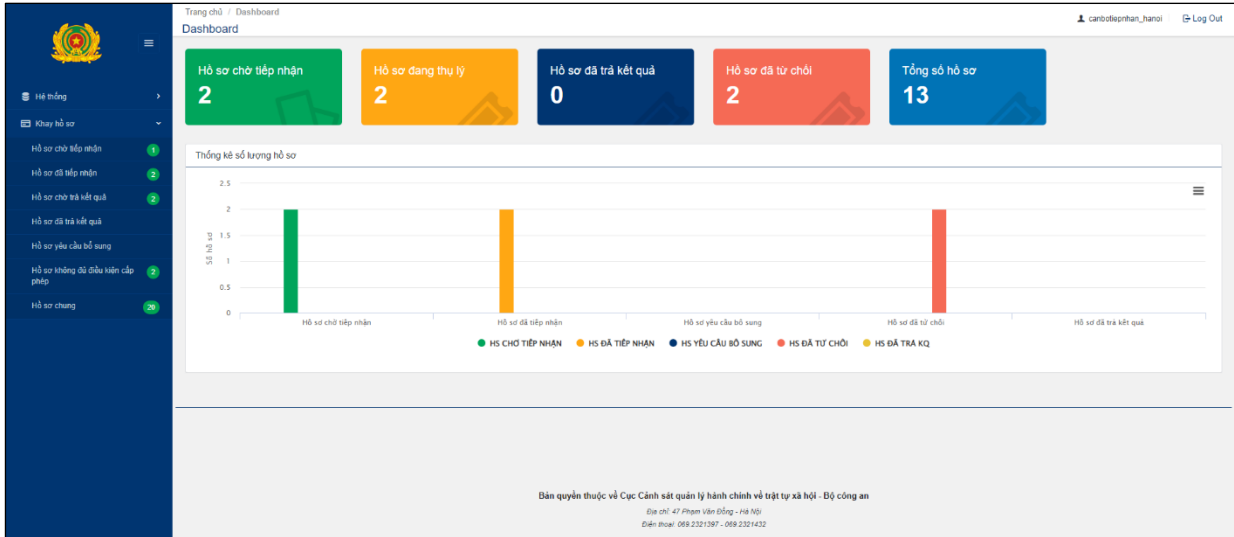 Trang chủ / Dashboard
Dashboard
canbotiepnhan_hanoi
Log Out
Hệ thống
Khay hồ sơ
Hồ sơ chờ tiếp nhận 1
Hồ sơ đã tiếp nhận 2
Hồ sơ chờ trả kết quả 2
Hồ sơ đã trả kết quả
Hồ sơ yêu cầu bổ sung
Hồ sơ không đủ điều kiện cấp
phép 2
Hồ sơ chung 20
Hồ sơ chờ tiếp nhận
2
Hồ sơ đang thụ lý
2
Hồ sơ đã trả kết quả
0
Hồ sơ đã từ chối
2
Tổng số hồ sơ
13
Thống kê số lượng hồ sơ
Số hồ sơ
2.5
2
1.5
1
0.5
0
Hồ sơ chờ tiếp nhận
Hồ sơ đã tiếp nhận
Hồ sơ yêu cầu bổ sung
Hồ sơ đã từ chối
Hồ sơ đã trả kết quả
HS CHỜ TIẾP NHẬN
HS ĐÃ TIẾP NHẬN
HS YÊU CẦU BỔ SUNG
HS ĐÃ TỪ CHỐI
HS ĐÃ TRẢ KQ
Bản quyền thuộc về Cục Cảnh sát quản lý hành chính về trật tự xã hội - Bộ công an
Địa chỉ: 47 Phạm Văn Đồng - Hà Nội
Điện thoại: 069.2321397 - 069.2321432